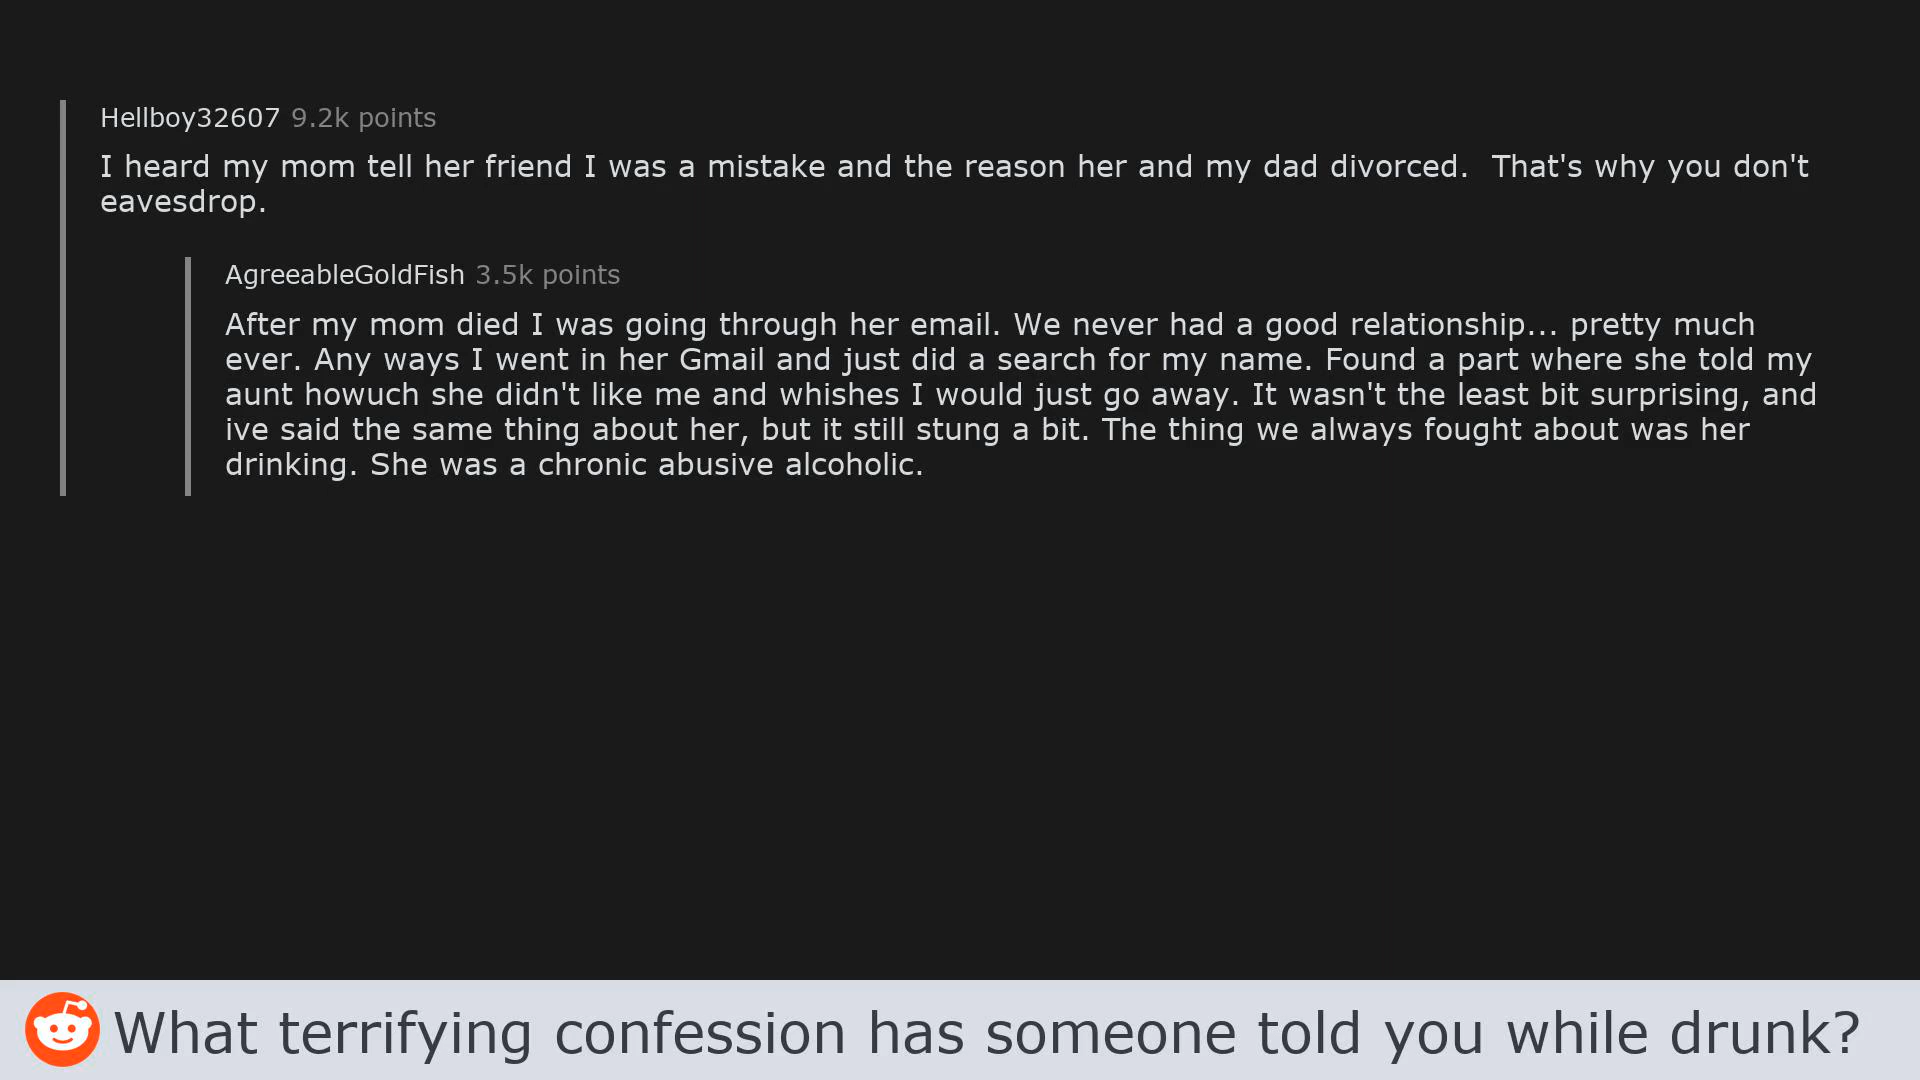 Hellboy32607 9.2k points
I heard my mom tell her friend I was a mistake and the reason her and my dad divorced.  That's why you don't
eavesdrop.
AgreeableGoldFish 3.5k points
After my mom died I was going through her email. We never had a good relationship... pretty much
ever. Any ways I went in her Gmail and just did a search for my name. Found a part where she told my
aunt howuch she didn't like me and whishes I would just go away. It wasn't the least bit surprising, and
ive said the same thing about her, but it still stung a bit. The thing we always fought about was her
drinking. She was a chronic abusive alcoholic.
What terrifying confession has someone told you while drunk?